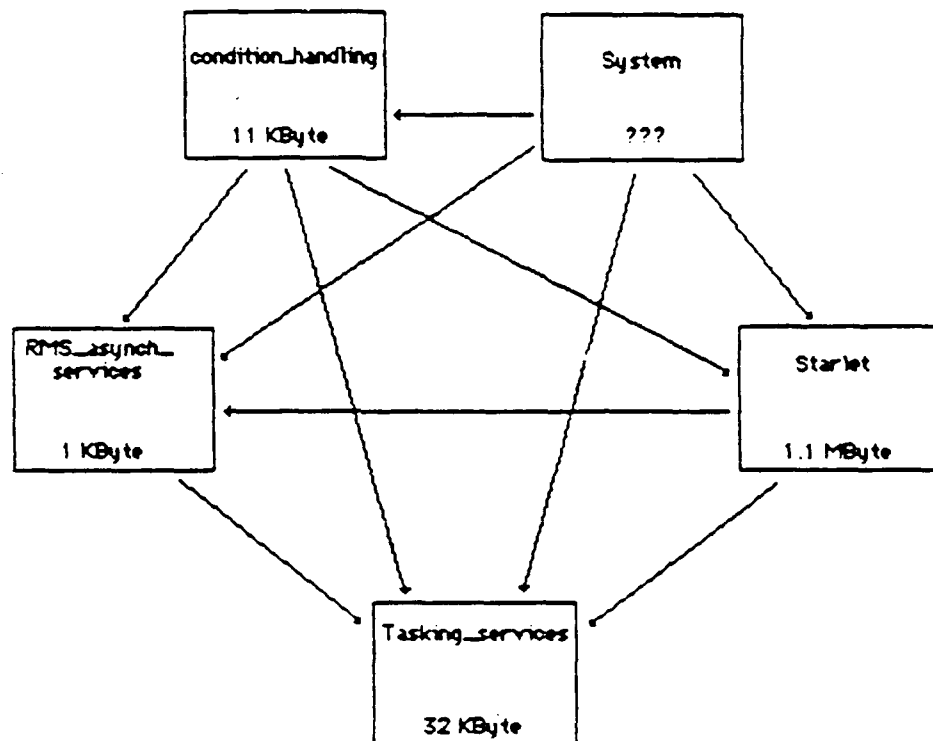 condition_handling
11 KByte
System
???
RMS_asynch_
services
1 KByte
Starlet
1.1 MByte
Tasking_services
32 KByte